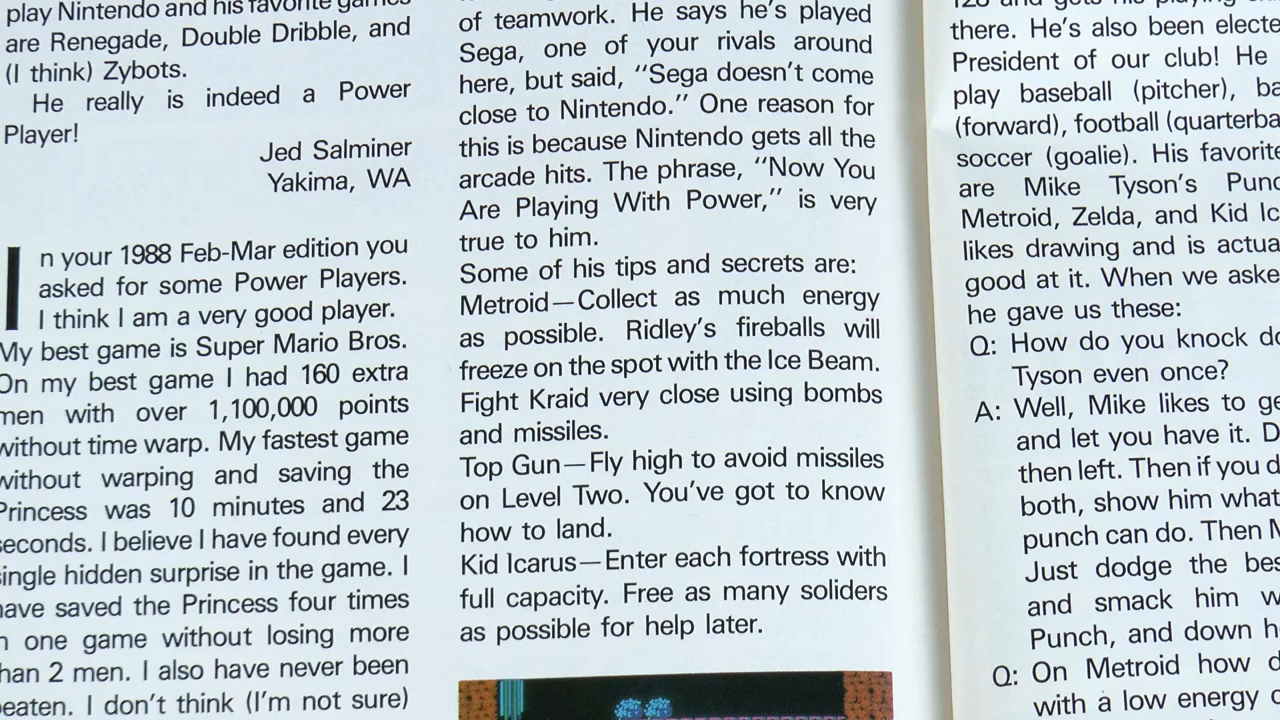 play Nintendo and his favorite games
are Renegade, Double Dribble, and
(I think) Zybots.
He really is indeed a Power
Player!
Jed Salminer
Yakima, WA
In your 1988 Feb-Mar edition you
asked for some Power Players.
I think I am a very good player.
My best game is Super Mario Bros.
On my best game I had 160 extra
men with over 1,100,000 points
without time warp. My fastest game
without warping and saving the
Princess was 10 minutes and 23
seconds. I believe I have found every
single hidden surprise in the game. I
have saved the Princess four times
in one game without losing more
than 2 men. I also have never been
beaten. I don't think (I'm not sure)
of teamwork. He says he's played
Sega, one of your rivals around
here, but said, "Sega doesn't come
close to Nintendo." One reason for
this is because Nintendo gets all the
arcade hits. The phrase, "Now You
Are Playing With Power," is very
true to him.
Some of his tips and secrets are:
Metroid—Collect as much energy
as possible. Ridley's fireballs will
freeze on the spot with the Ice Beam.
Fight Kraid very close using bombs
and missiles.
Top Gun—Fly high to avoid missiles
on Level Two. You've got to know
how to land.
Kid Icarus—Enter each fortress with
full capacity. Free as many soliders
as possible for help later.
there. He's also been electe
President of our club! He
play baseball (pitcher), ba
(forward), football (quarterba
soccer (goalie). His favorite
are Mike Tyson's Punc
Metroid, Zelda, and Kid Ic
likes drawing and is actua
good at it. When we aske
he gave us these:
Q: How do you knock do
Tyson even once?
A: Well, Mike likes to ge
and let you have it. D
then left. Then if you d
both, show him what
punch can do. Then M
Just dodge the bes
and smack him w
Punch, and down h
Q: On Metroid how d
with a low energy c